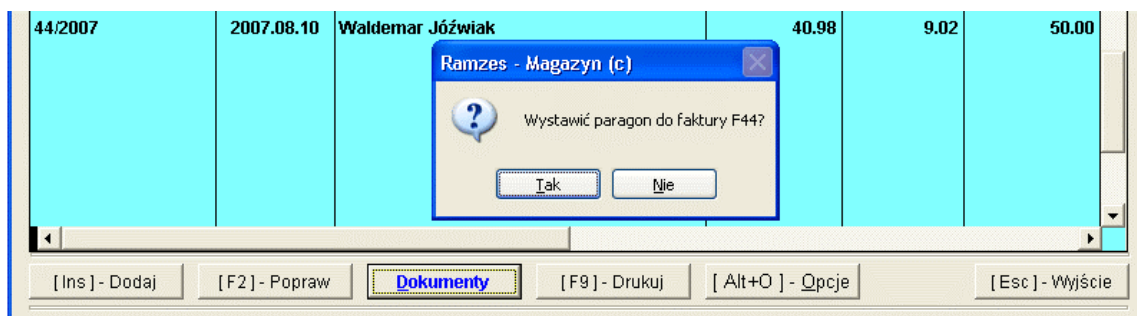 44/2007 2007.08.10 Waldemar Jóźwiak 40.98 9.02 50.00
Ramzes - Magazyn (c)
Wystawić paragon do faktury F44?
Tak Nie
[Ins] - Dodaj [F2] - Popraw Dokumenty [F9] - Drukuj [ Alt+O ] - Opcje [Esc] - Wyjście